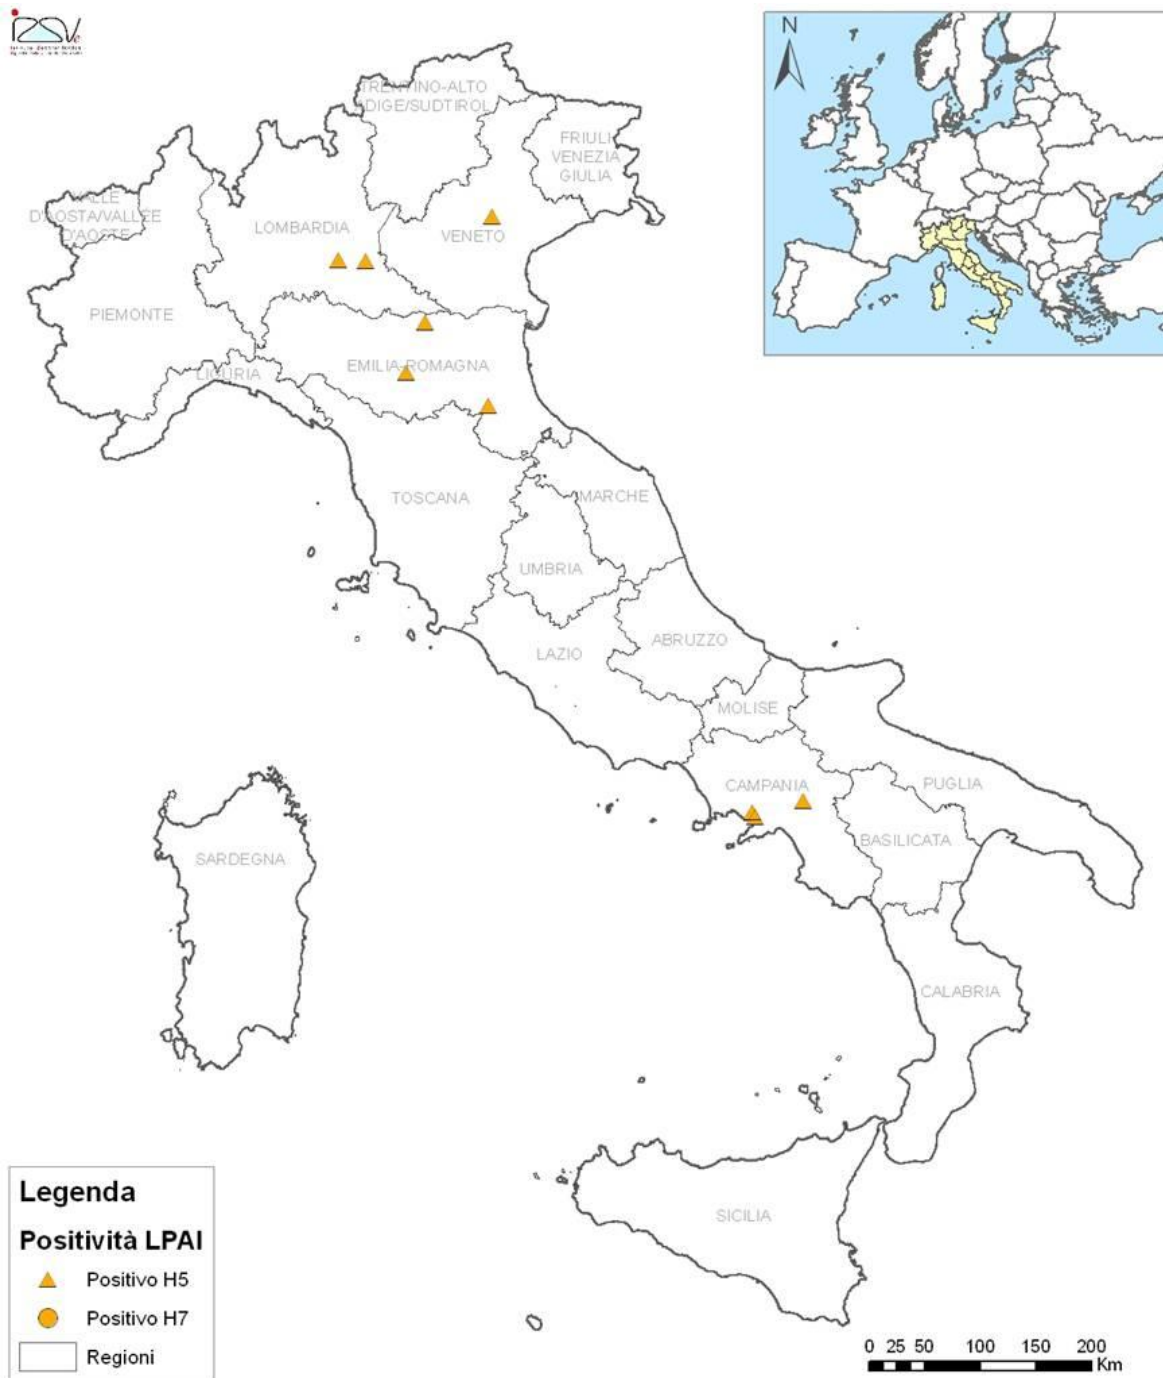 IZSVe
N
TRENTINO-ALTO
ADIGE/SUDTIROL
FRIULI
VENEZIA
GIULIA
VALLE
D'AOSTA/VALLEE
D'AOSTE
LOMBARDIA
VENETO
PIEMONTE
EMILIA-ROMAGNA
LIGURIA
TOSCANA
MARCHE
UMBRIA
ABRUZZO
LAZIO
MOLISE
CAMPANIA
PUGLIA
BASILICATA
SARDEGNA
CALABRIA
SICILIA
Legenda
Positività LPAI
Positivo H5
Positivo H7
Regioni
0 25 50 100 150 200
Km